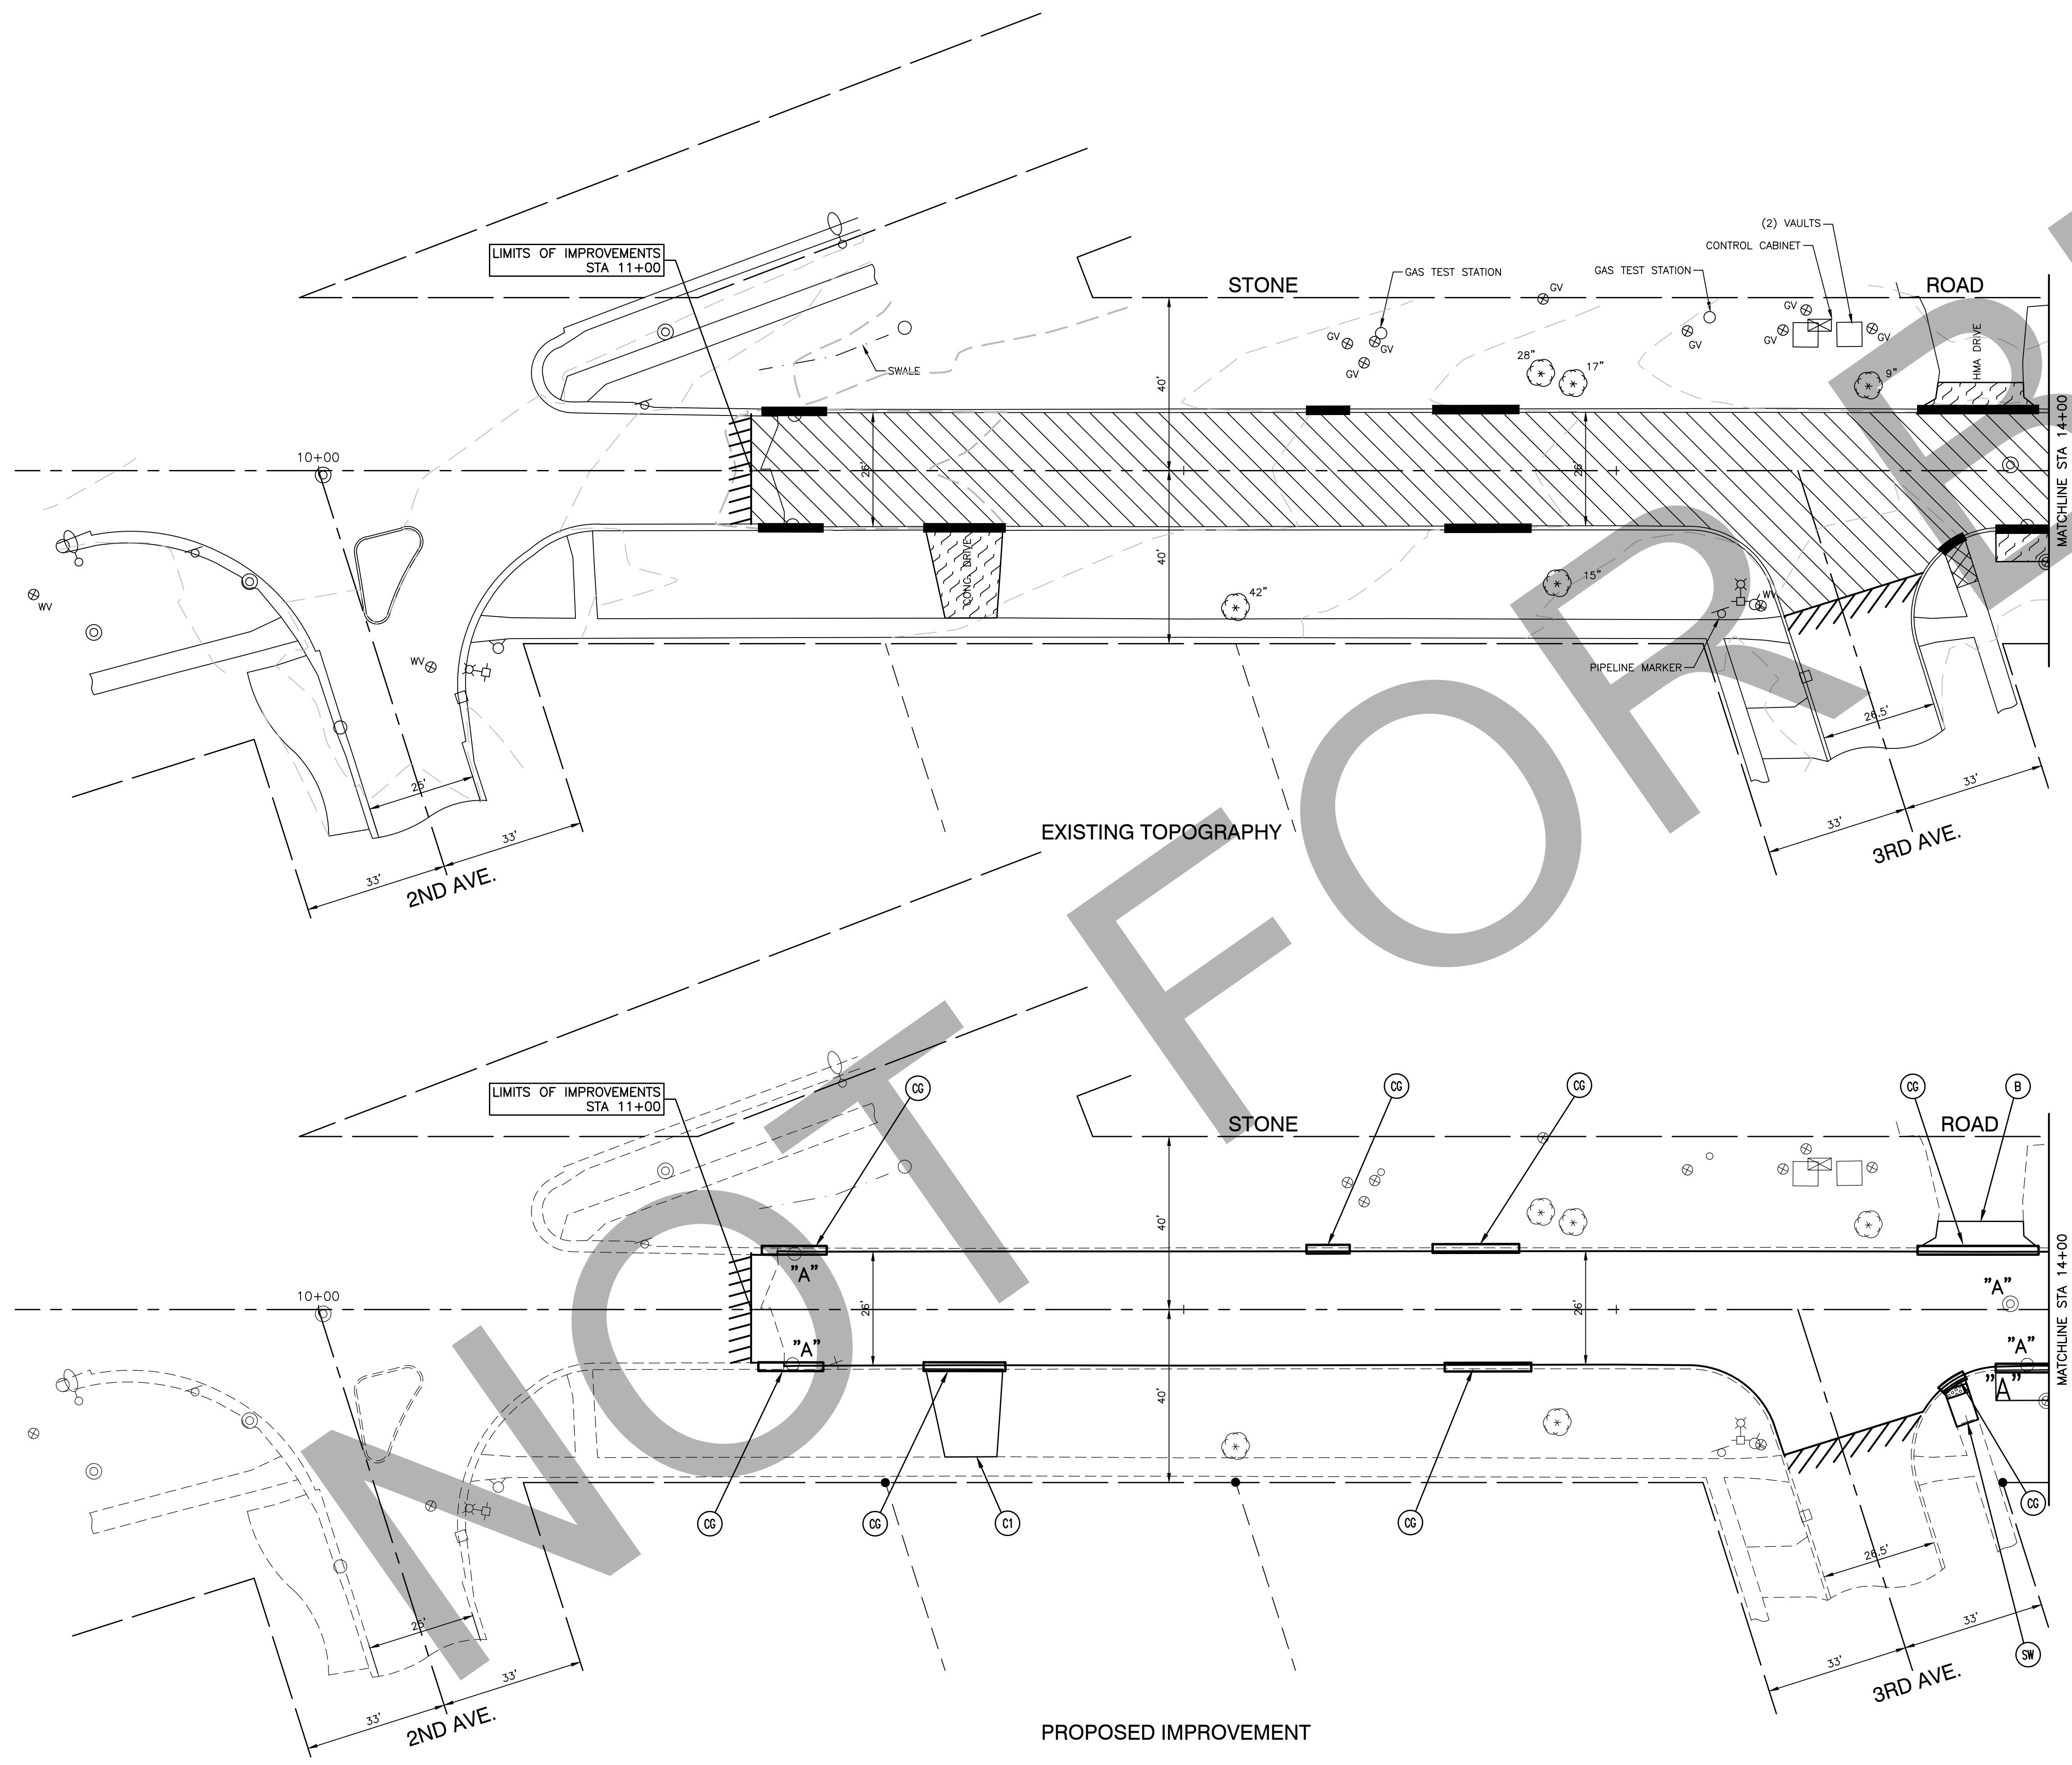 (2) VAULTS
CONTROL CABINET
LIMITS OF IMPROVEMENTS
STA 11+00
STONE
GAS TEST STATION
GAS TEST STATION
ROAD
GV
GV
GV
GV
GV
GV
GV
GV
HMA DRIVE
SWALE
28"
17"
9"
40'
MATCHLINE STA 14+00
10+00
26'
26'
40'
CONC. DRIVE
WV
42"
15"
WV
WV
PIPELINE MARKER
26.5'
25'
33'
33'
33'
33'
2ND AVE.
3RD AVE.
EXISTING TOPOGRAPHY
NOT FOR
CG
CG
CG
CG
B
LIMITS OF IMPROVEMENTS
STA 11+00
STONE
ROAD
40'
"A"
MATCHLINE STA 14+00
10+00
26'
26'
"A"
"A"
"A"
"A"
40'
CG
CG
C1
CG
CG
SW
26.5'
25'
33'
33'
33'
33'
2ND AVE.
3RD AVE.
PROPOSED IMPROVEMENT